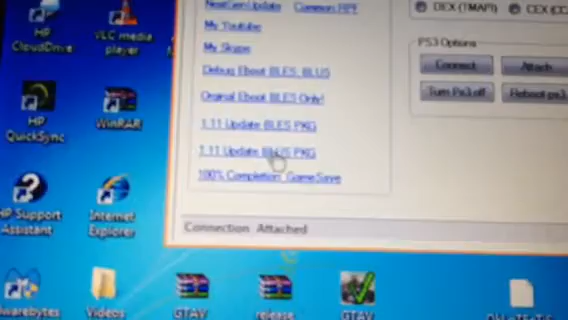 HP
CloudDrive
VLC media
player
NextGenUpdate
DEX (TMAPI)
My Youtube
My Skype
Debug Eboot BLES, BLUS
Orginal Eboot BLES Only!
1.11 Update BLES PKG
1.11 Update BLUS PKG
100% Completion GameSave
PS3 Options
Connect
Attach
Turn Ps3 off
Reboot ps3
Connection Attached
HP
QuickSync
WinRAR
HP Support
Assistant
Internet
Explorer
Videos
GTAV
release
GTAV